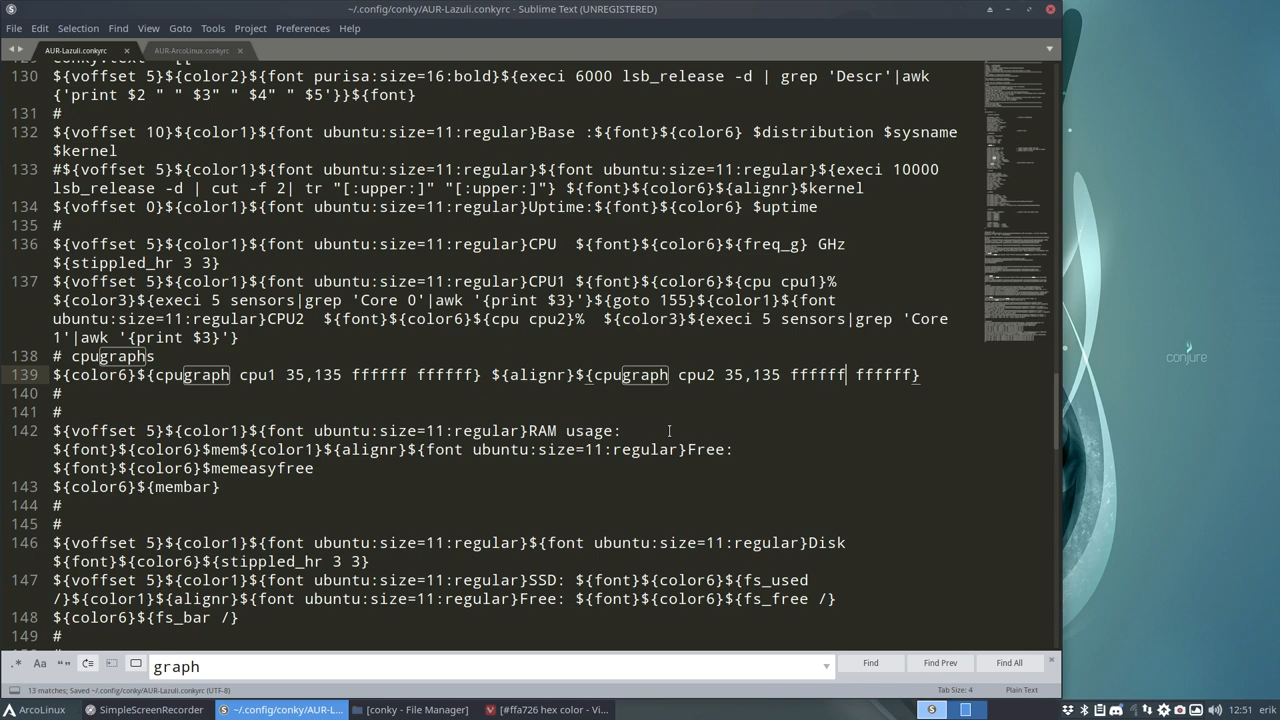 ~/.config/conky/AUR-Lazuli.conkyrc - Sublime Text (UNREGISTERED)
File Edit Selection Find View Goto Tools Project Preferences Help
AUR-Lazuli.conkyrc × AUR-ArcoLinux.conkyrc ×
130 ${voffset 5}${color2}${font purisa:size=16:bold}${execi 6000 lsb_release -d | grep 'Descr'|awk
{'print $2 " " $3" " $4" " $5'}}${font}
131 #
132 ${voffset 10}${color1}${font ubuntu:size=11:regular}Base :${font}${color6} $distribution $sysname
$kernel
133 #${voffset 5}${color1}${font ubuntu:size=11:regular}${font ubuntu:size=11:regular}${execi 10000
lsb_release -d | cut -f 2| tr "[:upper:]" "[:upper:]"} ${font}${color6}${alignr}$kernel
134 ${voffset 0}${color1}${font ubuntu:size=11:regular}Uptime:${font}${color6} $uptime
135 #
136 ${voffset 5}${color1}${font ubuntu:size=11:regular}CPU  ${font}${color6}${freq_g} GHz
${stippled_hr 3 3}
137 ${voffset 5}${color1}${font ubuntu:size=11:regular}CPU1 ${font}${color6}${cpu cpu1}%
${color3}${execi 5 sensors|grep 'Core 0'|awk '{print $3}'}${goto 155}${color1}${font
ubuntu:size=11:regular}CPU2 ${font}${color6}${cpu cpu2}% ${color3}${execi 5 sensors|grep 'Core
1'|awk '{print $3}'}
138 # cpugraphs
139 ${color6}${cpugraph cpu1 35,135 ffffff ffffff} ${alignr}${cpugraph cpu2 35,135 ffffff ffffff}
140 #
141 #
142 ${voffset 5}${color1}${font ubuntu:size=11:regular}RAM usage:
${font}${color6}$mem${color1}${alignr}${font ubuntu:size=11:regular}Free:
${font}${color6}$memeasyfree
143 ${color6}${membar}
144 #
145 #
146 ${voffset 5}${color1}${font ubuntu:size=11:regular}${font ubuntu:size=11:regular}Disk
${font}${color6}${stippled_hr 3 3}
147 ${voffset 5}${color1}${font ubuntu:size=11:regular}SSD: ${font}${color6}${fs_used
/}${color1}${alignr}${font ubuntu:size=11:regular}Free: ${font}${color6}${fs_free /}
148 ${color6}${fs_bar /}
149 #
conjure
.* Aa “” graph Find Find Prev Find All ×
13 matches; Saved ~/.config/conky/AUR-Lazuli.conkyrc (UTF-8) Tab Size: 4 Plain Text
ArcoLinux SimpleScreenRecorder ~/.config/conky/AUR-L... [conky - File Manager] [#ffa726 hex color - Vi... 12:51 erik